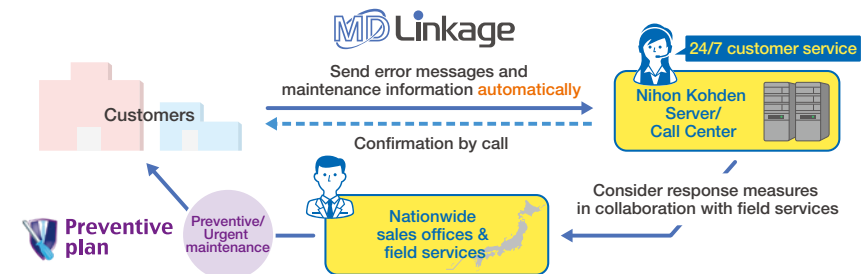 MD Linkage
24/7 customer service
Send error messages and
maintenance information automatically
Customers
Nihon Kohden
Server/
Call Center
Confirmation by call
Consider response measures
in collaboration with field services
Nationwide
sales offices &
field services
Preventive/
Urgent
maintenance
Preventive
plan